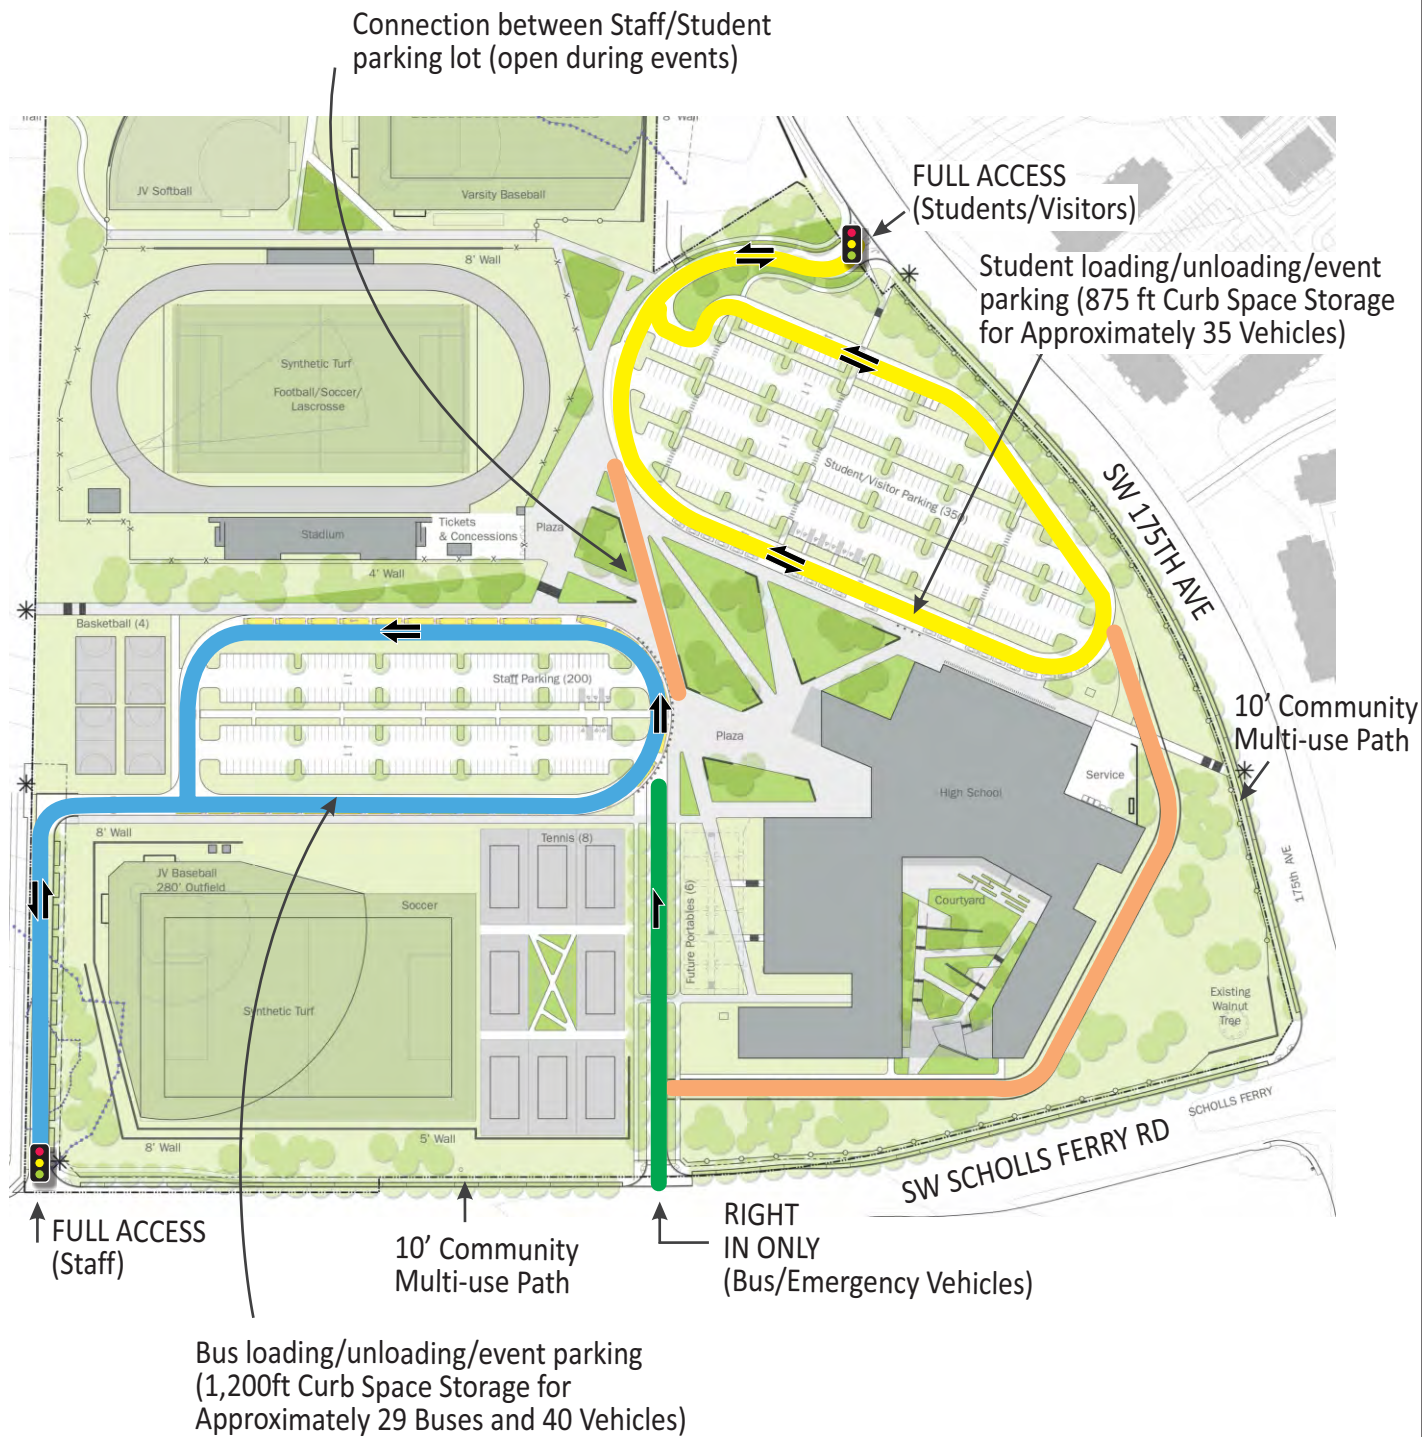 Connection between Staff/Student
parking lot (open during events)
8' Wall
JV Softball
Varsity Baseball
FULL ACCESS
(Students/Visitors)
8' Wall
Student loading/unloading/event
parking (875 ft Curb Space Storage
for Approximately 35 Vehicles)
Synthetic Turf
Football/Soccer/
Lascrosse
Student/Visitor Parking (350)
SW 175TH AVE
Tickets
& Concessions
Plaza
Stadium
4' Wall
Basketball (4)
Staff Parking (200)
10' Community
Multi-use Path
Plaza
Service
High School
8' Wall
Tennis (8)
JV Baseball
280' Outfield
Soccer
175th AVE
Courtyard
Future Portables (6)
Existing
Walnut
Tree
Synthetic Turf
SCHOLLS FERRY
5' Wall
8' Wall
SW SCHOLLS FERRY RD
FULL ACCESS
(Staff)
10' Community
Multi-use Path
RIGHT
IN ONLY
(Bus/Emergency Vehicles)
Bus loading/unloading/event parking
(1,200ft Curb Space Storage for
Approximately 29 Buses and 40 Vehicles)